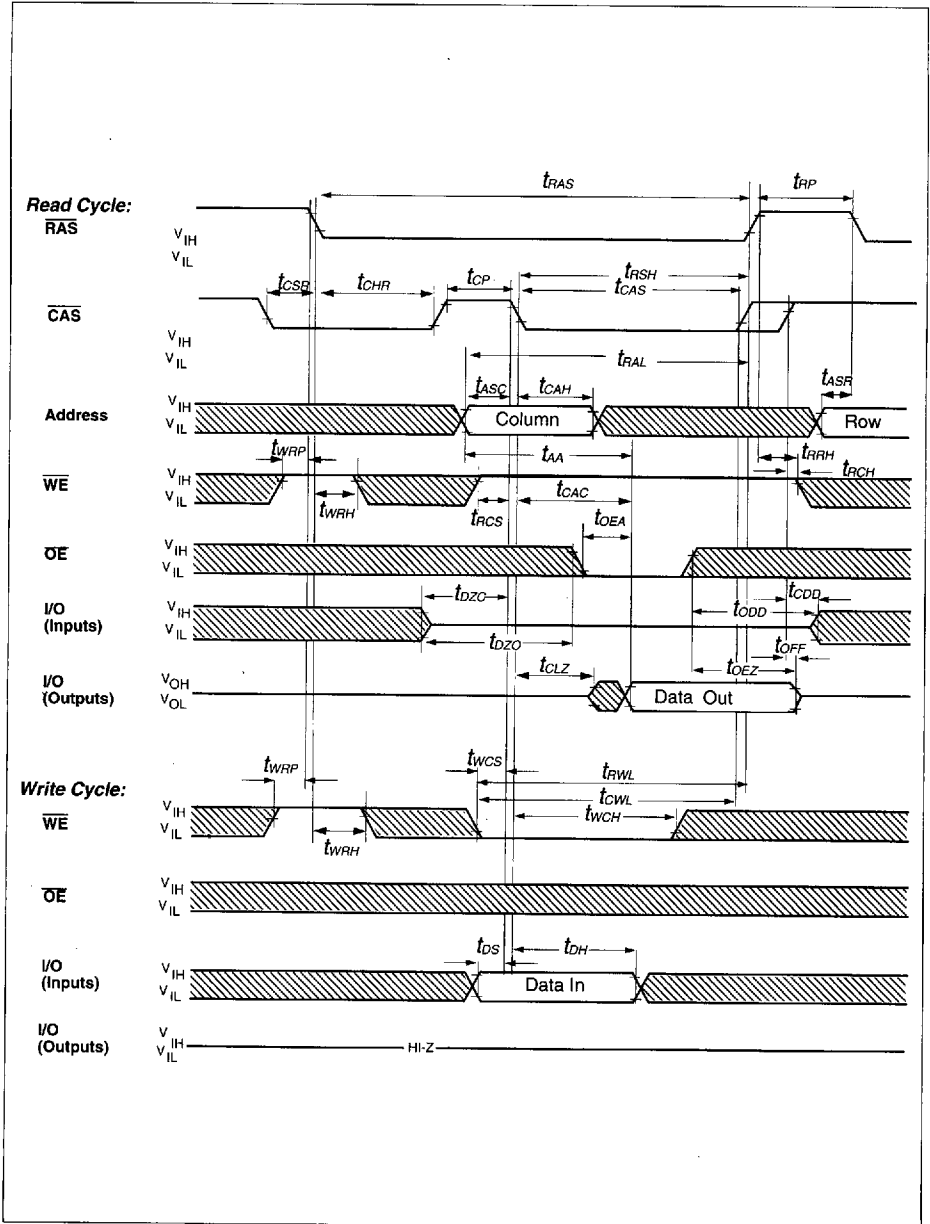 tRAS
tRP
Read Cycle:
RAS
VIH
VIL
tCSR
tCHR
tCP
tRSH
tCAS
CAS
VIH
VIL
tRAL
tASC
tCAH
tASR
Address
VIH
VIL
Column
Row
tWRP
tAA
tRRH
tRCH
WE
VIH
VIL
tWRH
tRCS
tCAC
tOEA
OE
VIH
VIL
tDZC
tCDD
tODD
I/O
(Inputs)
VIH
VIL
tDZO
tOFF
tCLZ
tOEZ
I/O
(Outputs)
VOH
VOL
Data Out
tWRP
tWCS
tRWL
Write Cycle:
tCWL
WE
VIH
VIL
tWRH
tWCH
OE
VIH
VIL
tDS
tDH
I/O
(Inputs)
VIH
VIL
Data In
I/O
(Outputs)
V
IH
VIL
HI-Z